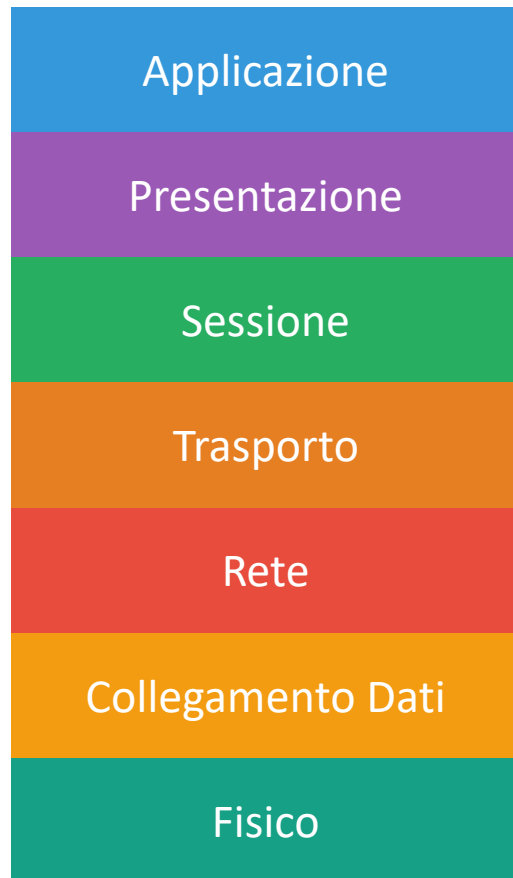 Applicazione
Presentazione
Sessione
Trasporto
Rete
Collegamento Dati
Fisico